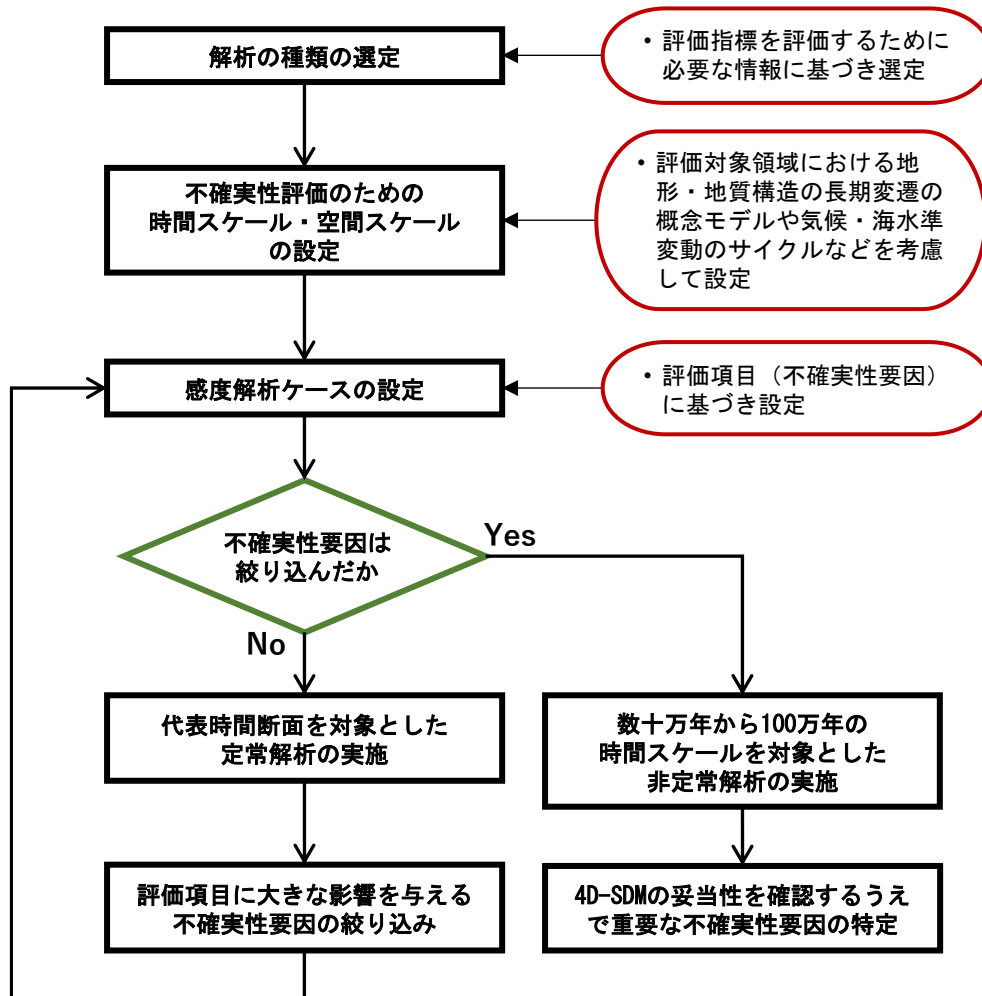 解析の種類の選定
・評価指標を評価するために
必要な情報に基づき選定
不確実性評価のための
時間スケール・空間スケール
の設定
・評価対象領域における地
形・地質構造の長期変遷の
概念モデルや気候・海水準
変動のサイクルなどを考慮
して設定
感度解析ケースの設定
・評価項目（不確実性要因）
に基づき設定
不確実性要因は
絞り込んだか
Yes
No
代表時間断面を対象とした
定常解析の実施
数十万年から100万年の
時間スケールを対象とした
非定常解析の実施
評価項目に大きな影響を与える
不確実性要因の絞り込み
4D-SDMの妥当性を確認するうえ
で重要な不確実性要因の特定